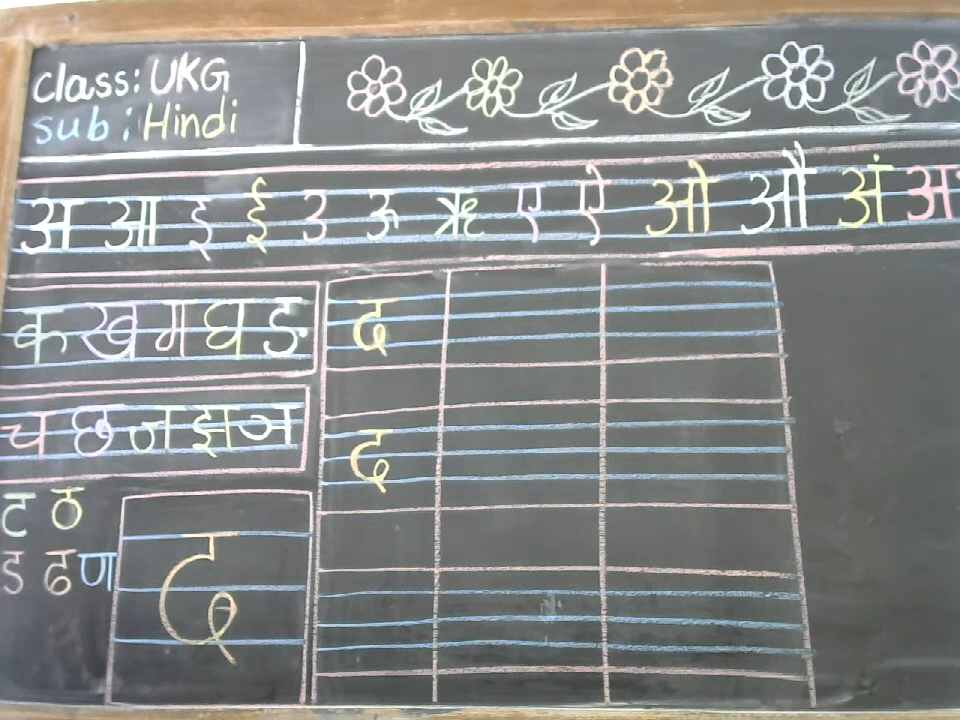 class: UKG
sub: Hindi
अ आ इ ई उ ऊ ऋ ए ऐ ओ औ अं अः
क ख ग घ ङ
च छ ज झ ञ
ट ठ
ड ढ ण
द
द
द